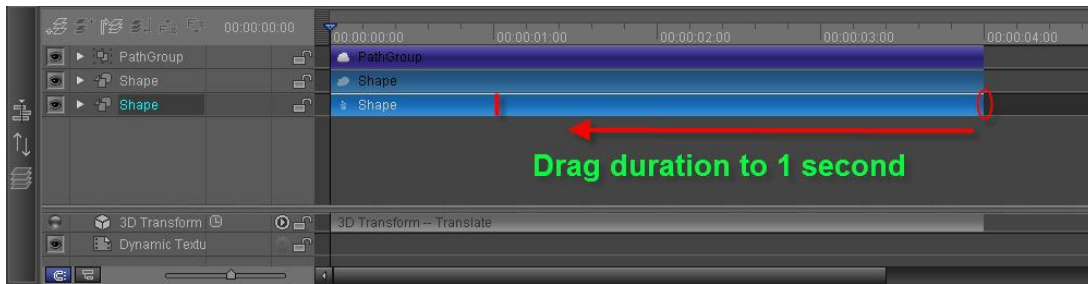 00:00:00:00
00:00:00:00 00:00:01:00 00:00:02:00 00:00:03:00 00:00:04:00
PathGroup PathGroup
Shape Shape
Shape Shape
Drag duration to 1 second
3D Transform 3D Transform -- Translate
Dynamic Textu